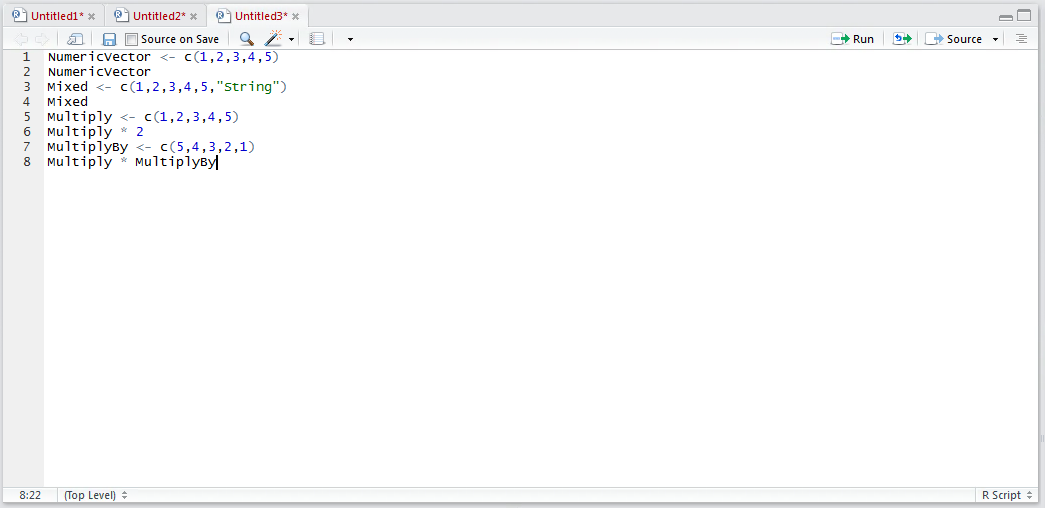 Untitled1* Untitled2* Untitled3*
Source on Save Run Source
1 NumericVector <- c(1,2,3,4,5)
2 NumericVector
3 Mixed <- c(1,2,3,4,5,"String")
4 Mixed
5 Multiply <- c(1,2,3,4,5)
6 Multiply * 2
7 MultiplyBy <- c(5,4,3,2,1)
8 Multiply * MultiplyBy
8:22 (Top Level) R Script